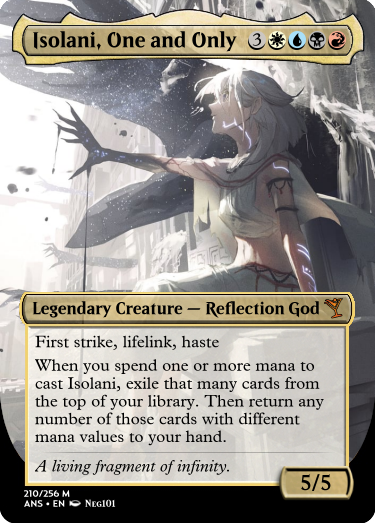 Isolani, One and Only 3
Legendary Creature — Reflection God
First strike, lifelink, haste
When you spend one or more mana to
cast Isolani, exile that many cards from
the top of your library. Then return any
number of those cards with different
mana values to your hand.
A living fragment of infinity.
5/5
210/256 M
ANS • EN Neg101